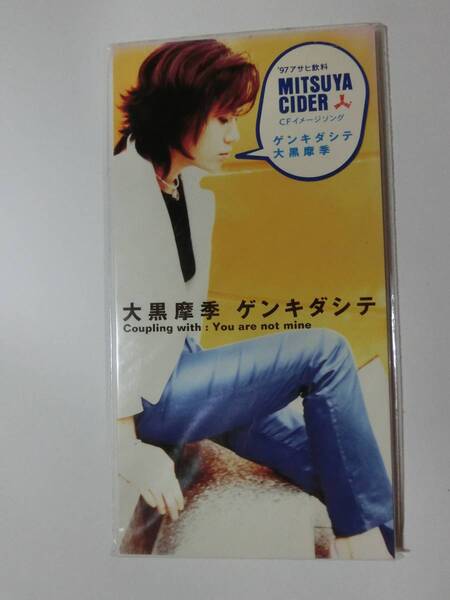 '97アサヒ飲料
MITSUYA
CIDER
CFイメージソング
ゲンキダシテ
大黒摩季
大黒摩季 ゲンキダシテ
Coupling with : You are not mine